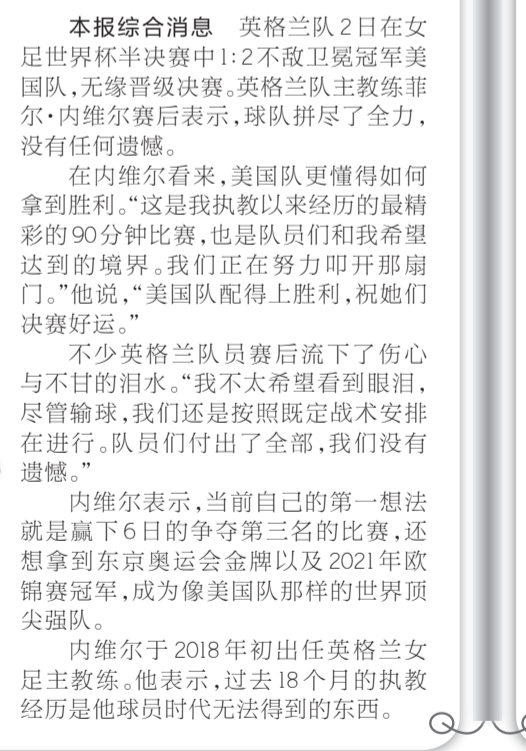 本报综合消息　英格兰队2日在女
足世界杯半决赛中1:2不敌卫冕冠军美
国队,无缘晋级决赛。英格兰队主教练菲
尔·内维尔赛后表示,球队拼尽了全力,
没有任何遗憾。
在内维尔看来,美国队更懂得如何
拿到胜利。“这是我执教以来经历的最精
彩的90分钟比赛,也是队员们和我希望
达到的境界。我们正在努力叩开那扇
门。”他说,“美国队配得上胜利,祝她们
决赛好运。”
不少英格兰队员赛后流下了伤心
与不甘的泪水。“我不太希望看到眼泪,
尽管输球,我们还是按照既定战术安排
在进行。队员们付出了全部,我们没有
遗憾。”
内维尔表示,当前自己的第一想法
就是赢下6日的争夺第三名的比赛,还
想拿到东京奥运会金牌以及2021年欧
锦赛冠军,成为像美国队那样的世界顶
尖强队。
内维尔于2018年初出任英格兰女
足主教练。他表示,过去18个月的执教
经历是他球员时代无法得到的东西。